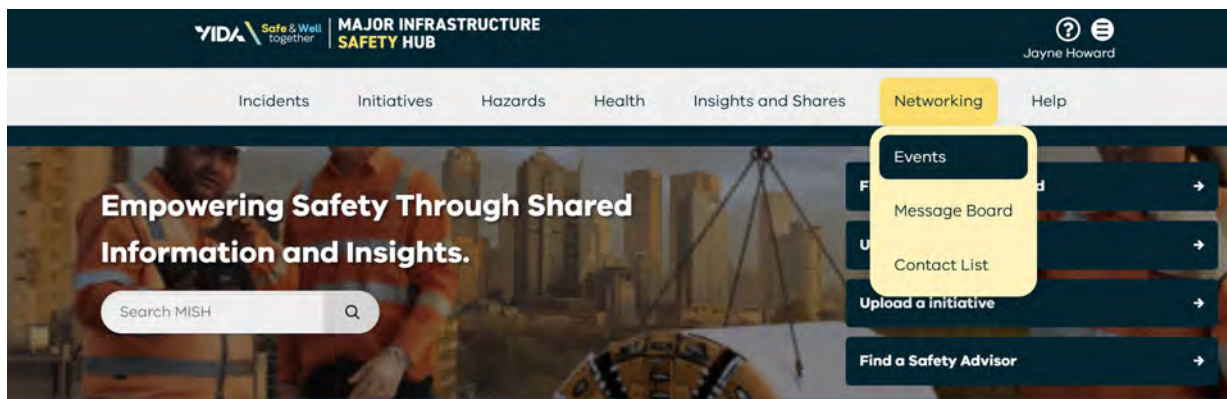 VIDA Safe & Well together
MAJOR INFRASTRUCTURE
SAFETY HUB
Jayne Howard
Incidents Initiatives Hazards Health Insights and Shares Networking Help
Events
Message Board
Contact List
Empowering Safety Through Shared
Information and Insights.
Search MISH
Upload a initiative
Find a Safety Advisor